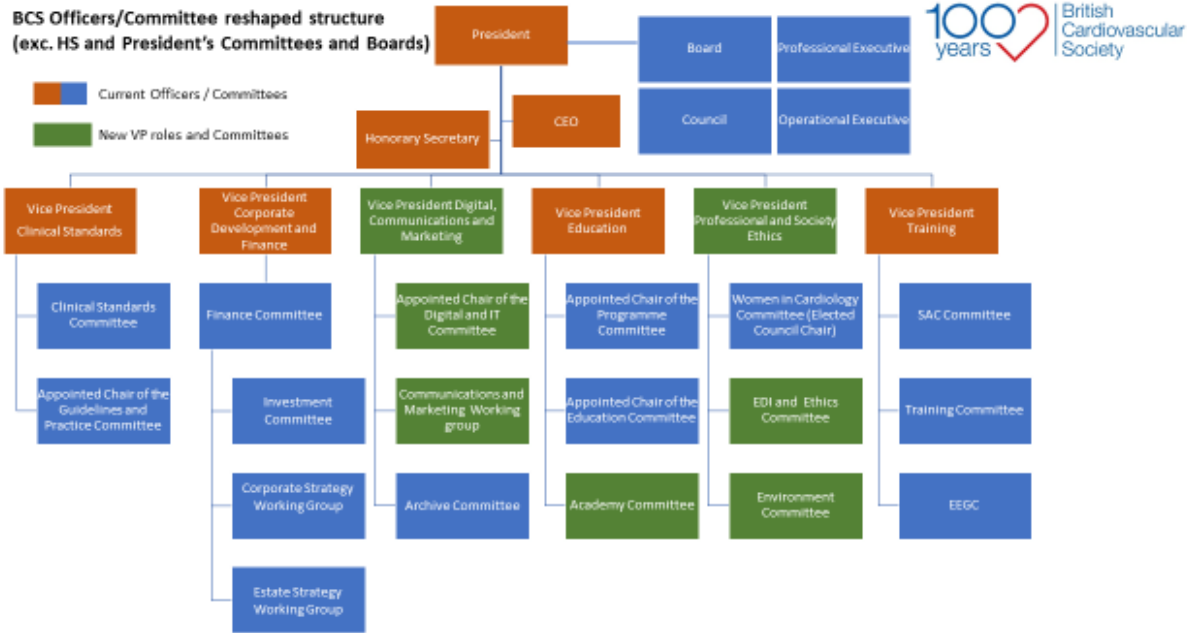 BCS Officers/Committee reshaped structure
(exc. HS and President's Committees and Boards)
Current Officers / Committees
New VP roles and Committees
President
Board
Professional Executive
Council
Operational Executive
100
years
British
Cardiovascular
Society
CEO
Honorary Secretary
Vice President
Clinical Standards
Vice President
Corporate
Development and
Finance
Vice President Digital,
Communications and
Marketing
Vice President
Education
Vice President
Professional and Society
Ethics
Vice President
Training
Clinical Standards
Committee
Appointed Chair of the
Guidelines and
Practice Committee
Finance Committee
Investment
Committee
Corporate Strategy
Working Group
Estate Strategy
Working Group
Appointed Chair of the
Digital and IT
Committee
Communications and
Marketing Working
group
Archive Committee
Appointed Chair of the
Programme
Committee
Appointed Chair of the
Education Committee
Academy Committee
Women in Cardiology
Committee (Elected
Council Chair)
EDI and Ethics
Committee
Environment
Committee
SAC Committee
Training Committee
EEGC